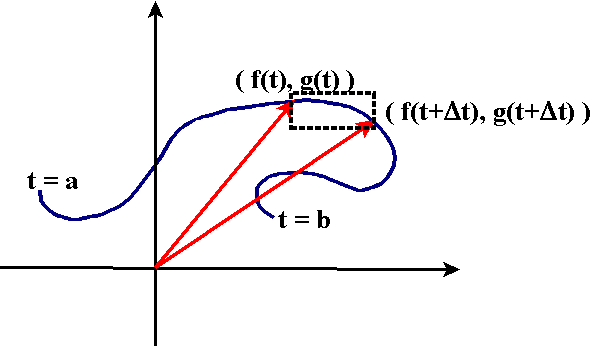 ( f(t), g(t) )
( f(t+Δt), g(t+Δt) )
t = a
t = b